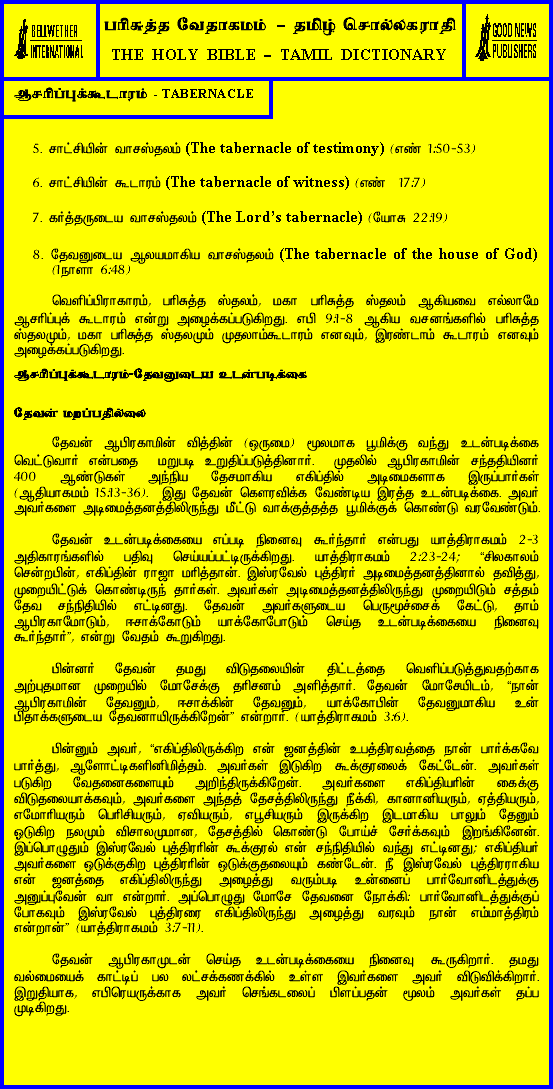 BELLWETHER
INTERNATIONAL
பரிசுத்த வேதாகமம் – தமிழ் சொல்லகராதி
THE HOLY BIBLE – TAMIL DICTIONARY
GOOD NEWS
PUBLISHERS
ஆசரிப்புக்கூடாரம் - TABERNACLE
5. சாட்சியின் வாசஸ்தலம் (The tabernacle of testimony) (எண் 1:50-53)
6. சாட்சியின் கூடாரம் (The tabernacle of witness) (எண் 17:7)
7. கர்த்தருடைய வாசஸ்தலம் (The Lord's tabernacle) (யோசு 22:19)
8. தேவனுடைய ஆலயமாகிய வாசஸ்தலம் (The tabernacle of the house of God)
(1நாளா 6:48)
வெளிப்பிராகாரம், பரிசுத்த ஸ்தலம், மகா பரிசுத்த ஸ்தலம் ஆகியவை எல்லாமே
ஆசரிப்புக் கூடாரம் என்று அழைக்கப்படுகிறது. எபி 9:1-8 ஆகிய வசனங்களில் பரிசுத்த
ஸ்தலமும், மகா பரிசுத்த ஸ்தலமும் முதலாம்கூடாரம் எனவும், இரண்டாம் கூடாரம் எனவும்
அழைக்கப்படுகிறது.
ஆசரிப்புக்கூடாரம்-தேவனுடைய உடன்படிக்கை
தேவன் மறப்பதில்லை
தேவன் ஆபிரகாமின் வித்தின் (ஒருமை) மூலமாக பூமிக்கு வந்து உடன்படிக்கை
வெட்டுவார் என்பதை மறுபடி உறுதிப்படுத்தினார். முதலில் ஆபிரகாமின் சந்ததியினர்
400 ஆண்டுகள் அந்நிய தேசமாகிய எகிப்தில் அடிமைகளாக இருப்பார்கள்
(ஆதியாகமம் 15:13-36). இது தேவன் கௌரவிக்க வேண்டிய இரத்த உடன்படிக்கை. அவர்
அவர்களை அடிமைத்தனத்திலிருந்து மீட்டு வாக்குத்தத்த பூமிக்குக் கொண்டு வரவேண்டும்.
தேவன் உடன்படிக்கையை எப்படி நினைவு கூர்ந்தார் என்பது யாத்திராகமம் 2-3
அதிகாரங்களில் பதிவு செய்யப்பட்டிருக்கிறது. யாத்திராகமம் 2:23-24; "சிலகாலம்
சென்றபின், எகிப்தின் ராஜா மரித்தான். இஸ்ரவேல் புத்திரர் அடிமைத்தனத்தினால் தவித்து,
முறையிட்டுக் கொண்டிருந் தார்கள். அவர்கள் அடிமைத்தனத்திலிருந்து முறையிடும் சத்தம்
தேவ சந்நிதியில் எட்டினது. தேவன் அவர்களுடைய பெருமூச்சைக் கேட்டு, தாம்
ஆபிரகாமோடும், ஈசாக்கோடும் யாக்கோபோடும் செய்த உடன்படிக்கையை நினைவு
கூர்ந்தார்", என்று வேதம் கூறுகிறது.
பின்னர் தேவன் தமது விடுதலையின் திட்டத்தை வெளிப்படுத்துவதற்காக
அற்புதமான முறையில் மோசேக்கு தரிசனம் அளித்தார். தேவன் மோசேயிடம், "நான்
ஆபிரகாமின் தேவனும், ஈசாக்கின் தேவனும், யாக்கோபின் தேவனுமாகிய உன்
பிதாக்களுடைய தேவனாயிருக்கிறேன்" என்றார். (யாத்திராகமம் 3:6).
பின்னும் அவர், "எகிப்திலிருக்கிற என் ஜனத்தின் உபத்திரவத்தை நான் பார்க்கவே
பார்த்து, ஆளோட்டிகளினிமித்தம். அவர்கள் இடுகிற கூக்குரலைக் கேட்டேன். அவர்கள்
படுகிற வேதனைகளையும் அறிந்திருக்கிறேன். அவர்களை எகிப்தியரின் கைக்கு
விடுதலையாக்கவும், அவர்களை அந்தத் தேசத்திலிருந்து நீக்கி, கானானியரும், ஏத்தியரும்,
எமோரியரும் பெரிசியரும், ஏவியரும், எபூசியரும் இருக்கிற இடமாகிய பாலும் தேனும்
ஓடுகிற நலமும் விசாலமுமான, தேசத்தில் கொண்டு போய்ச் சேர்க்கவும் இறங்கினேன்.
இப்பொழுதும் இஸ்ரவேல் புத்திரரின் கூக்குரல் என் சந்நிதியில் வந்து எட்டினது; எகிப்தியர்
அவர்களை ஒடுக்குகிற புத்திரரின் ஒடுக்குதலையும் கண்டேன். நீ இஸ்ரவேல் புத்திரராகிய
என் ஜனத்தை எகிப்திலிருந்து அழைத்து வரும்படி உன்னைப் பார்வோனிடத்துக்கு
அனுப்புவேன் வா என்றார். அப்பொழுது மோசே தேவனை நோக்கி: பார்வோனிடத்துக்குப்
போகவும் இஸ்ரவேல் புத்திரரை எகிப்திலிருந்து அழைத்து வரவும் நான் எம்மாத்திரம்
என்றான்" (யாத்திராகமம் 3:7-11).
தேவன் ஆபிரகாமுடன் செய்த உடன்படிக்கையை நினைவு கூருகிறார். தமது
வல்மையைக் காட்டிப் பல லட்சக்கணக்கில் உள்ள இவர்களை அவர் விடுவிக்கிறார்.
இறுதியாக, எபிரெயருக்காக அவர் செங்கடலைப் பிளப்பதன் மூலம் அவர்கள் தப்ப
முடிகிறது.